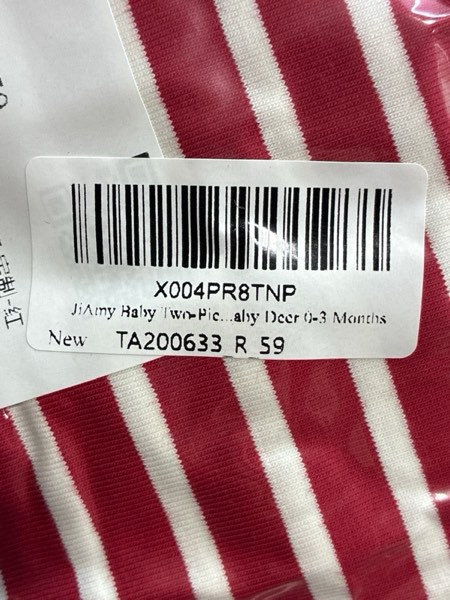 X004PR8TNP
JiAmy Baby Two-Pie...aby Deer 0-3 Months
New TA200633 R 59